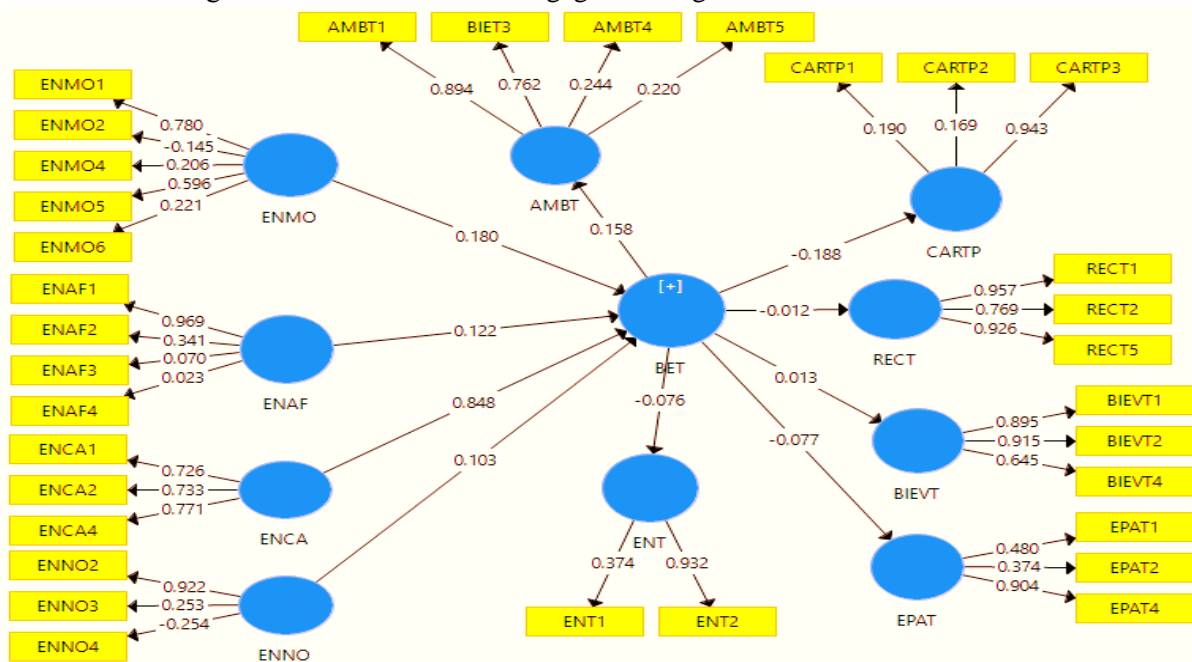 AMBT1
BIET3
AMBT4
AMBT5
0.894
0.762
0.244
0.220
AMBT
CARTP1
CARTP2
CARTP3
0.190
0.169
0.943
CARTP
ENMO1
ENMO2
ENMO4
ENMO5
ENMO6
0.780
-0.145
0.206
0.596
0.221
ENMO
0.180
0.158
-0.188
ENAF1
ENAF2
ENAF3
ENAF4
0.969
0.341
0.070
0.023
ENAF
0.122
[+]
BET
-0.012
RECT1
RECT2
RECT5
0.957
0.769
0.926
RECT
0.013
-0.076
-0.077
0.848
0.103
ENCA1
ENCA2
ENCA4
0.726
0.733
0.771
ENCA
BIEVT1
BIEVT2
BIEVT4
0.895
0.915
0.645
BIEVT
ENNO2
ENNO3
ENNO4
0.922
0.253
-0.254
ENNO
ENT
0.374
0.932
ENT1
ENT2
EPAT1
EPAT2
EPAT4
0.480
0.374
0.904
EPAT